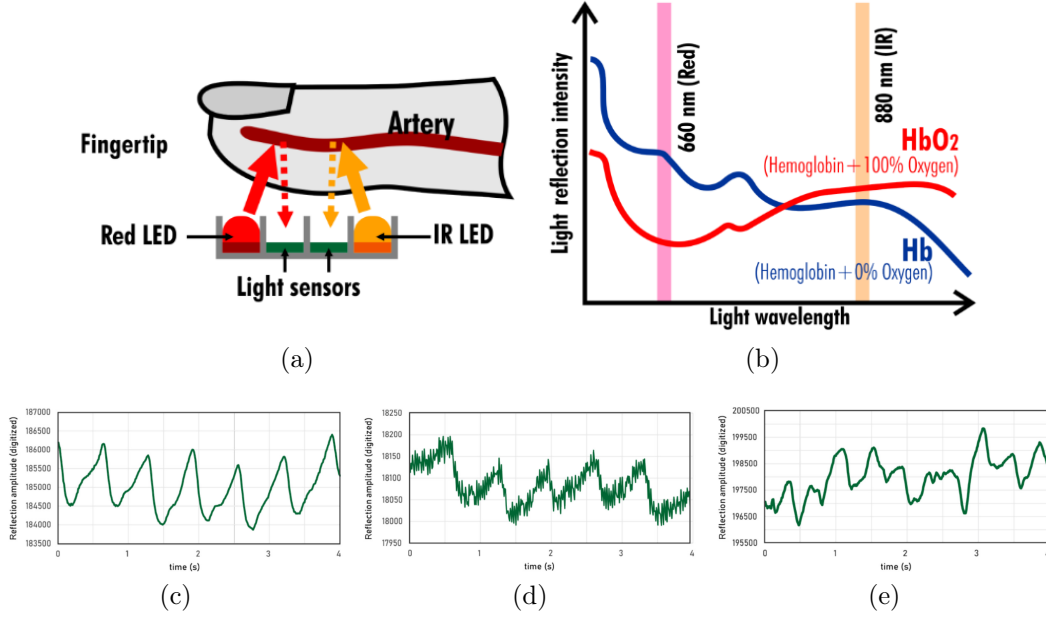 Fingertip
Artery
Red LED
IR LED
Light sensors
(a)
Light reflection intensity
660 nm (Red)
880 nm (IR)
HbO2
(Hemoglobin + 100% Oxygen)
Hb
(Hemoglobin + 0% Oxygen)
Light wavelength
(b)
Reflection amplitude (digitized)
187000
186000
185500
185000
184500
184000
183500
0 1 2 3 4
time (s)
(c)
Reflection amplitude (digitized)
18250
18200
18150
18100
18050
18000
17950
0 1 2 3 4
time (s)
(d)
Reflection amplitude (digitized)
200500
199500
198500
197500
196500
195500
0 1 2 3 4
time (s)
(e)